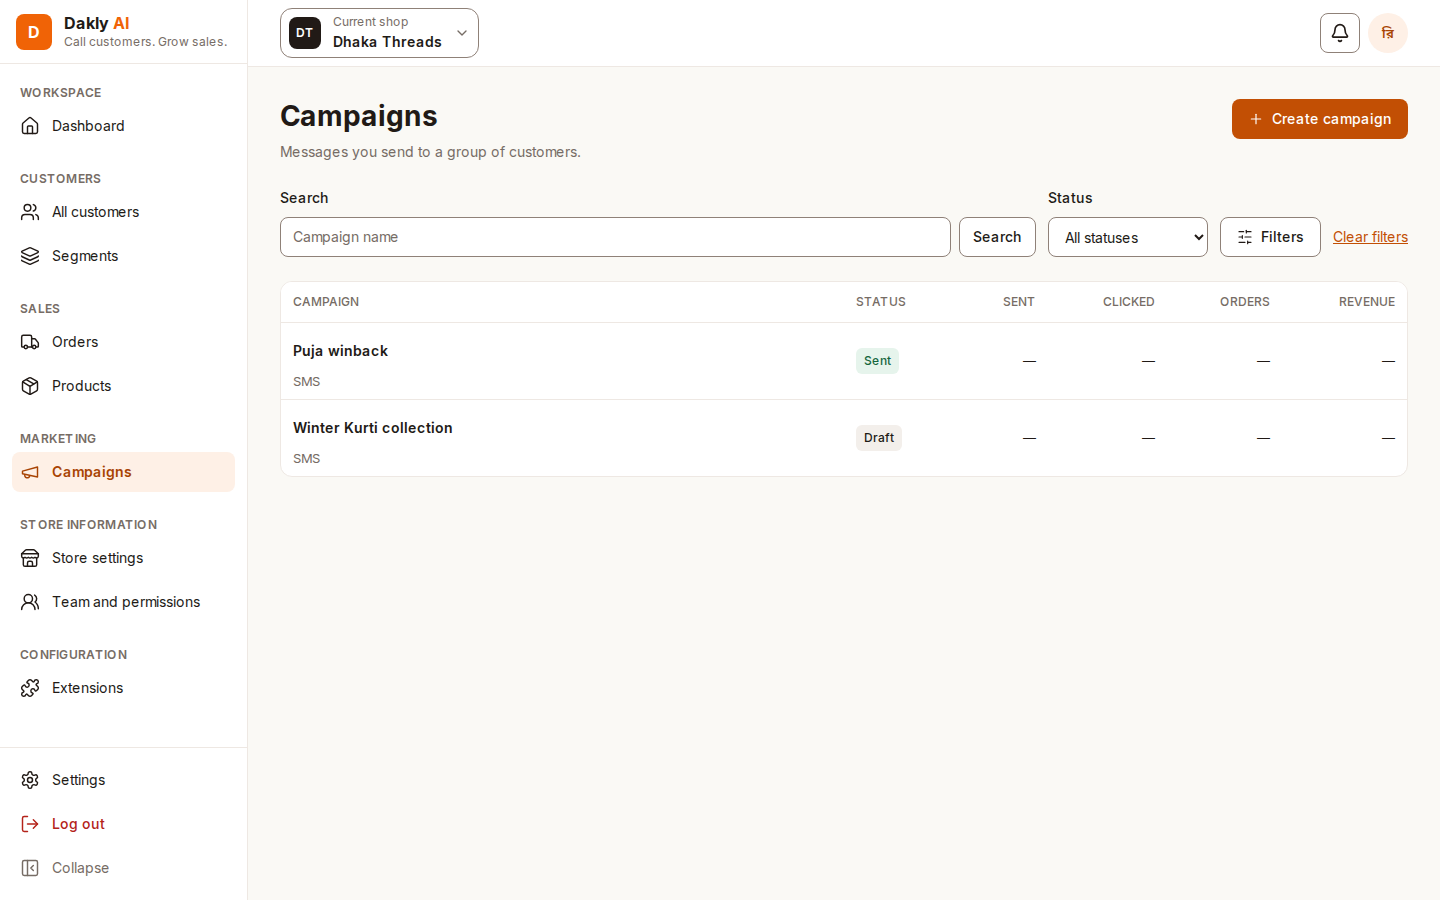 D
Dakly AI
Call customers. Grow sales.
WORKSPACE
Dashboard
CUSTOMERS
All customers
Segments
SALES
Orders
Products
MARKETING
Campaigns
STORE INFORMATION
Store settings
Team and permissions
CONFIGURATION
Extensions
Settings
Log out
Collapse
DT
Current shop
Dhaka Threads
রি
Campaigns
Messages you send to a group of customers.
Create campaign
Search
Status
Campaign name
Search
All statuses
Filters
Clear filters
CAMPAIGN STATUS SENT CLICKED ORDERS REVENUE
Puja winback
SMS
Sent — — — —
Winter Kurti collection
SMS
Draft — — — —